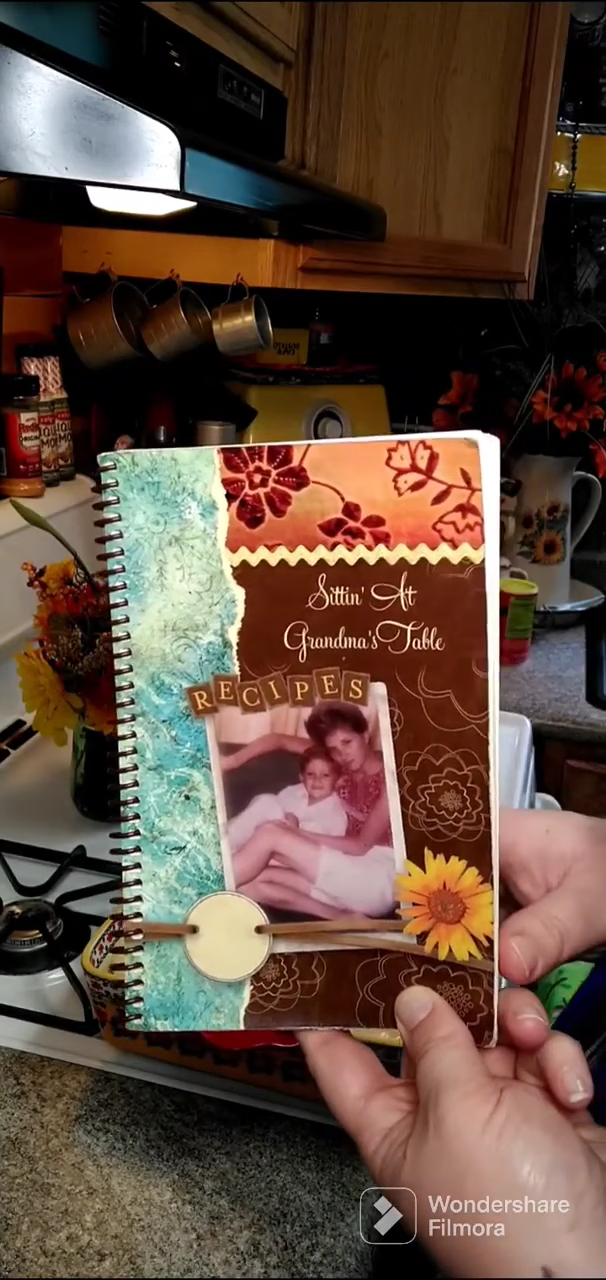 Sittin' At
Grandma's Table
RECIPES
Wondershare
Filmora